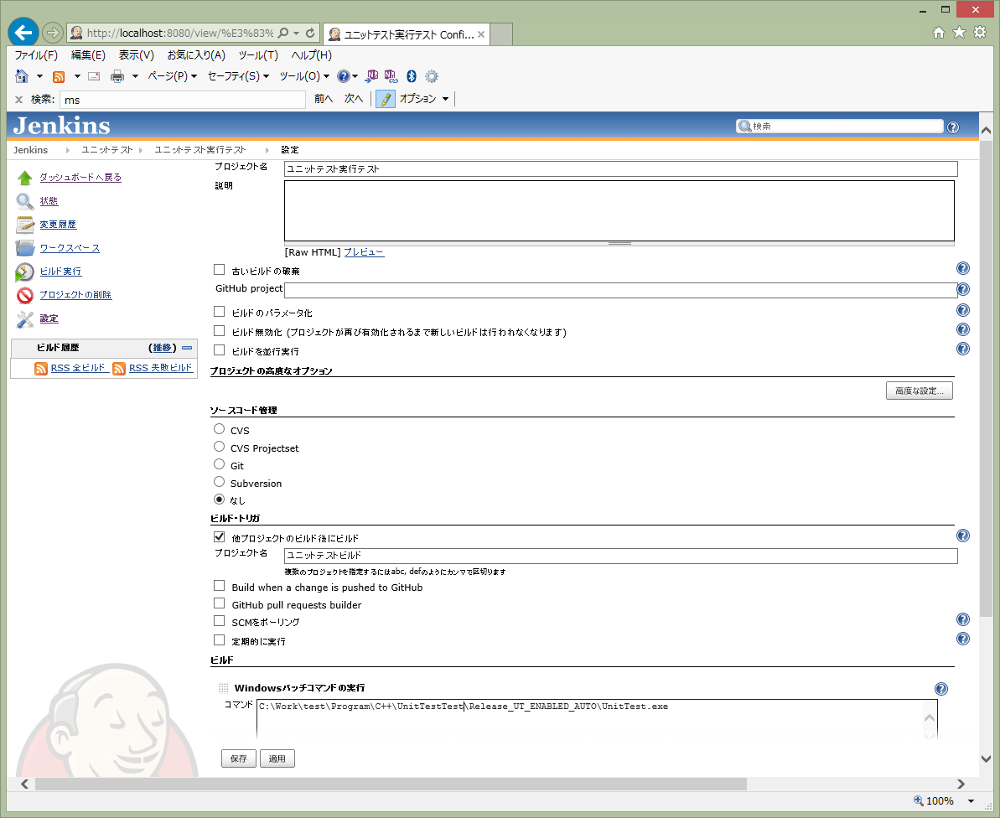 http://localhost:8080/view/%E3%83%
ユニットテスト実行テスト Confi...
ファイル(F) 編集(E) 表示(V) お気に入り(A) ツール(T) ヘルプ(H)
ページ(P) セーフティ(S) ツール(O)
検索: ms 前へ 次へ オプション
Jenkins
検索
Jenkins ユニットテスト ユニットテスト実行テスト 設定
ダッシュボードへ戻る
状態
変更履歴
ワークスペース
ビルド実行
プロジェクトの削除
設定
ビルド履歴 (推移)
RSS 全ビルド RSS 失敗ビルド
プロジェクト名 ユニットテスト実行テスト
説明
[Raw HTML] プレビュー
古いビルドの破棄
GitHub project
ビルドのパラメータ化
ビルド無効化 (プロジェクトが再び有効化されるまで新しいビルドは行われなくなります)
ビルドを並行実行
プロジェクトの高度なオプション
高度な設定...
ソースコード管理
CVS
CVS Projectset
Git
Subversion
なし
ビルド・トリガ
他プロジェクトのビルド後にビルド
プロジェクト名 ユニットテストビルド
複数のプロジェクトを指定するにはabc, defのようにカンマで区切ります
Build when a change is pushed to GitHub
GitHub pull requests builder
SCMをポーリング
定期的に実行
ビルド
Windowsバッチコマンドの実行
コマンド C:\Work\test\Program\C++\UnitTestTest\Release_UT_ENABLED_AUTO\UnitTest.exe
保存 適用
100%